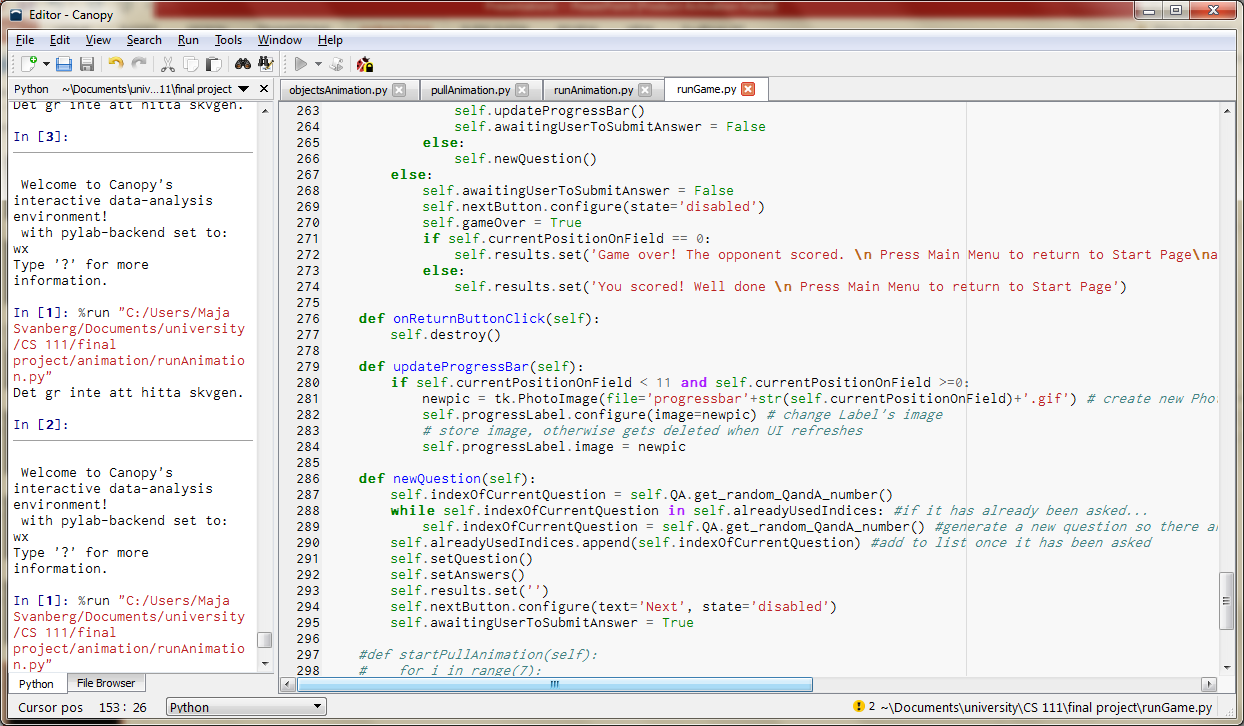 Editor - Canopy
File Edit View Search Run Tools Window Help
Python ~\Documents\univ...11\final project
objectsAnimation.py pullAnimation.py runAnimation.py runGame.py
Det gr inte att hitta skvgen.
In [3]:
Welcome to Canopy's
interactive data-analysis
environment!
with pylab-backend set to:
wx
Type '?' for more
information.
In [1]: %run "C:/Users/Maja
Svanberg/Documents/university
/CS 111/final
project/animation/runAnimatio
n.py"
Det gr inte att hitta skvgen.
In [2]:
Welcome to Canopy's
interactive data-analysis
environment!
with pylab-backend set to:
wx
Type '?' for more
information.
In [1]: %run "C:/Users/Maja
Svanberg/Documents/university
/CS 111/final
project/animation/runAnimatio
n.py"
263 self.updateProgressBar()
264 self.awaitingUserToSubmitAnswer = False
265 else:
266 self.newQuestion()
267 else:
268 self.awaitingUserToSubmitAnswer = False
269 self.nextButton.configure(state='disabled')
270 self.gameOver = True
271 if self.currentPositionOnField == 0:
272 self.results.set('Game over! The opponent scored. \n Press Main Menu to return to Start Page\na
273 else:
274 self.results.set('You scored! Well done \n Press Main Menu to return to Start Page')
275
276 def onReturnButtonClick(self):
277 self.destroy()
278
279 def updateProgressBar(self):
280 if self.currentPositionOnField < 11 and self.currentPositionOnField >=0:
281 newpic = tk.PhotoImage(file='progressbar'+str(self.currentPositionOnField)+'.gif') # create new Pho
282 self.progressLabel.configure(image=newpic) # change Label's image
283 # store image, otherwise gets deleted when UI refreshes
284 self.progressLabel.image = newpic
285
286 def newQuestion(self):
287 self.indexOfCurrentQuestion = self.QA.get_random_QandA_number()
288 while self.indexOfCurrentQuestion in self.alreadyUsedIndices: #if it has already been asked...
289 self.indexOfCurrentQuestion = self.QA.get_random_QandA_number() #generate a new question so there a
290 self.alreadyUsedIndices.append(self.indexOfCurrentQuestion) #add to list once it has been asked
291 self.setQuestion()
292 self.setAnswers()
293 self.results.set('')
294 self.nextButton.configure(text='Next', state='disabled')
295 self.awaitingUserToSubmitAnswer = True
296
297 #def startPullAnimation(self):
298 # for i in range(7):
Python File Browser
Cursor pos 153 : 26 Python 2 ~\Documents\university\CS 111\final project\runGame.py